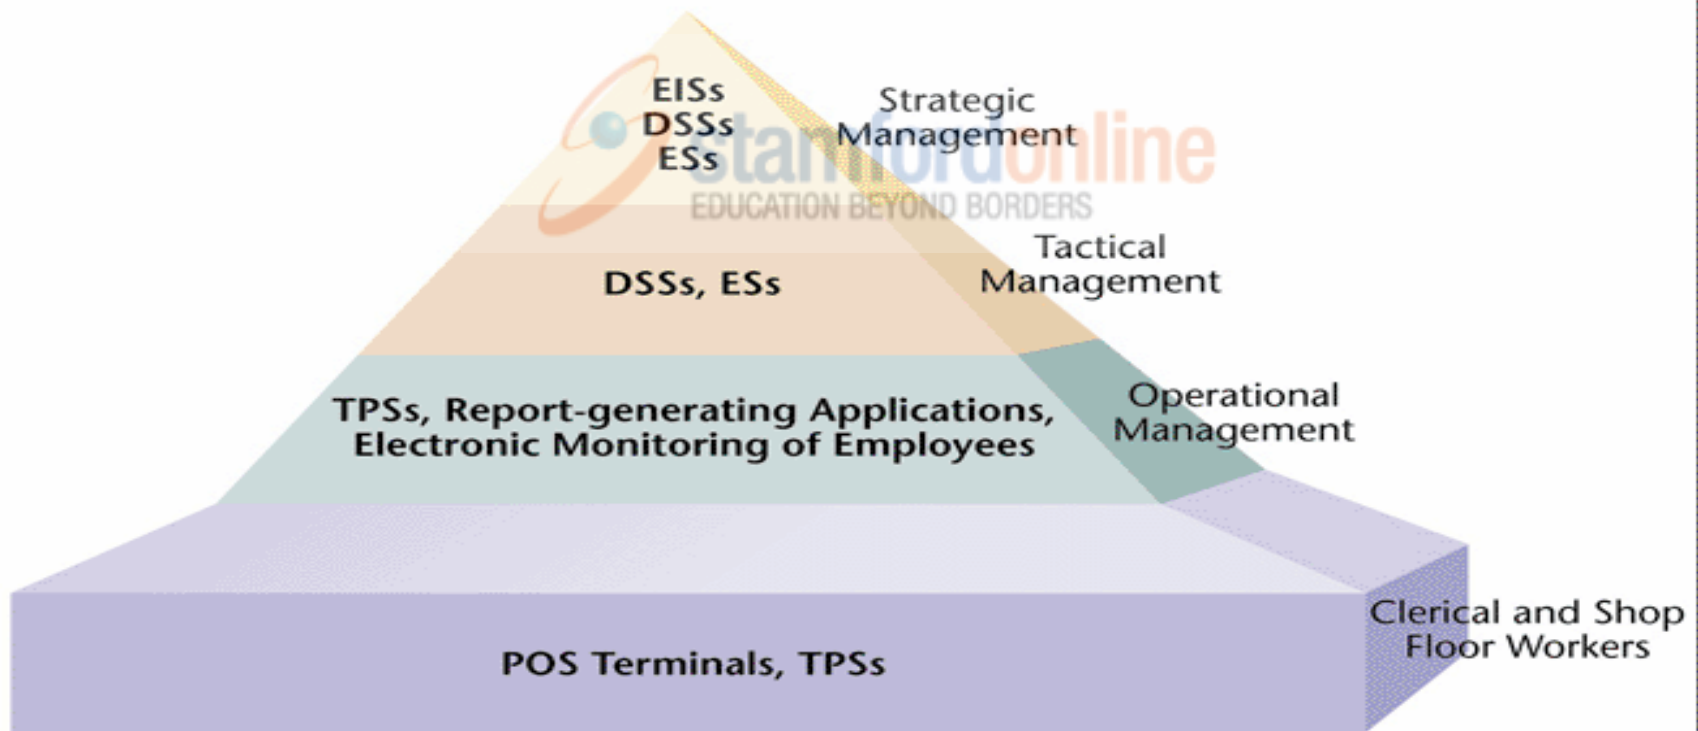 EISs
DSSs
ESs
Strategic
Management
stamfordonline
EDUCATION BEYOND BORDERS
Tactical
Management
DSSs, ESs
Operational
Management
TPSs, Report-generating Applications,
Electronic Monitoring of Employees
Clerical and Shop
Floor Workers
POS Terminals, TPSs